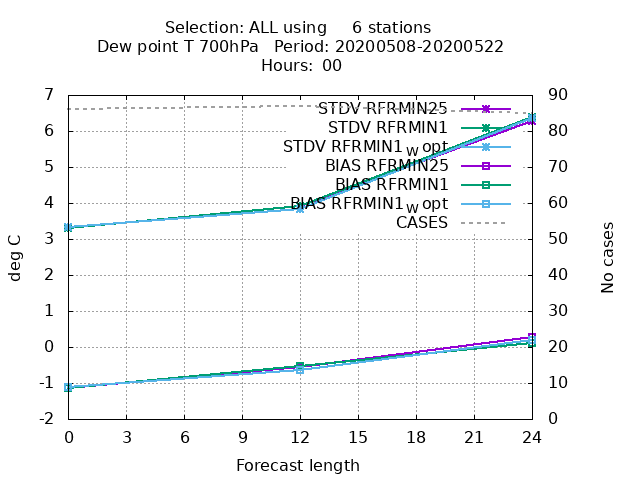 Selection: ALL using     6 stations
Dew point T 700hPa   Period: 20200508-20200522
Hours: 00
7 90
STDV RFRMIN25
STDV RFRMIN1
6 80
STDV RFRMIN1_W opt
BIAS RFRMIN25
5 70
BIAS RFRMIN1
4 60
BIAS RFRMIN1_W opt
CASES
3 50
deg C
No cases
2 40
1 30
0 20
-1 10
-2 0
0 3 6 9 12 15 18 21 24
Forecast length